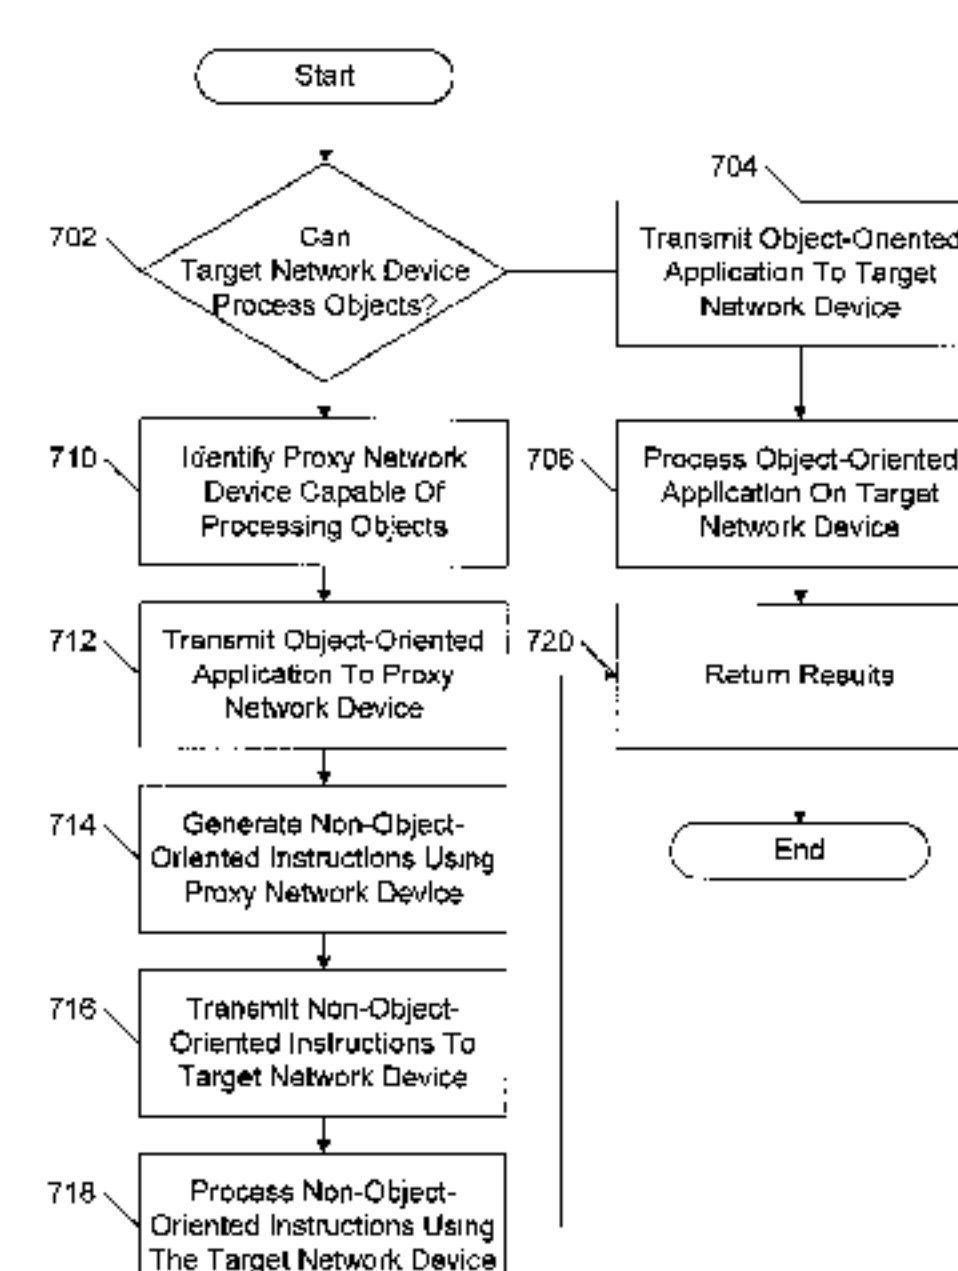 Start
704
702
Can
Target Network Device
Process Objects?
Transmit Object-Oriented
Application To Target
Network Device
710
Identify Proxy Network
Device Capable Of
Processing Objects
706
Process Object-Oriented
Application On Target
Network Device
712
Transmit Object-Oriented
Application To Proxy
Network Device
720
Return Results
714
Generate Non-Object-
Oriented Instructions Using
Proxy Network Device
End
716
Transmit Non-Object-
Oriented Instructions To
Target Network Device
718
Process Non-Object-
Oriented Instructions Using
The Target Network Device